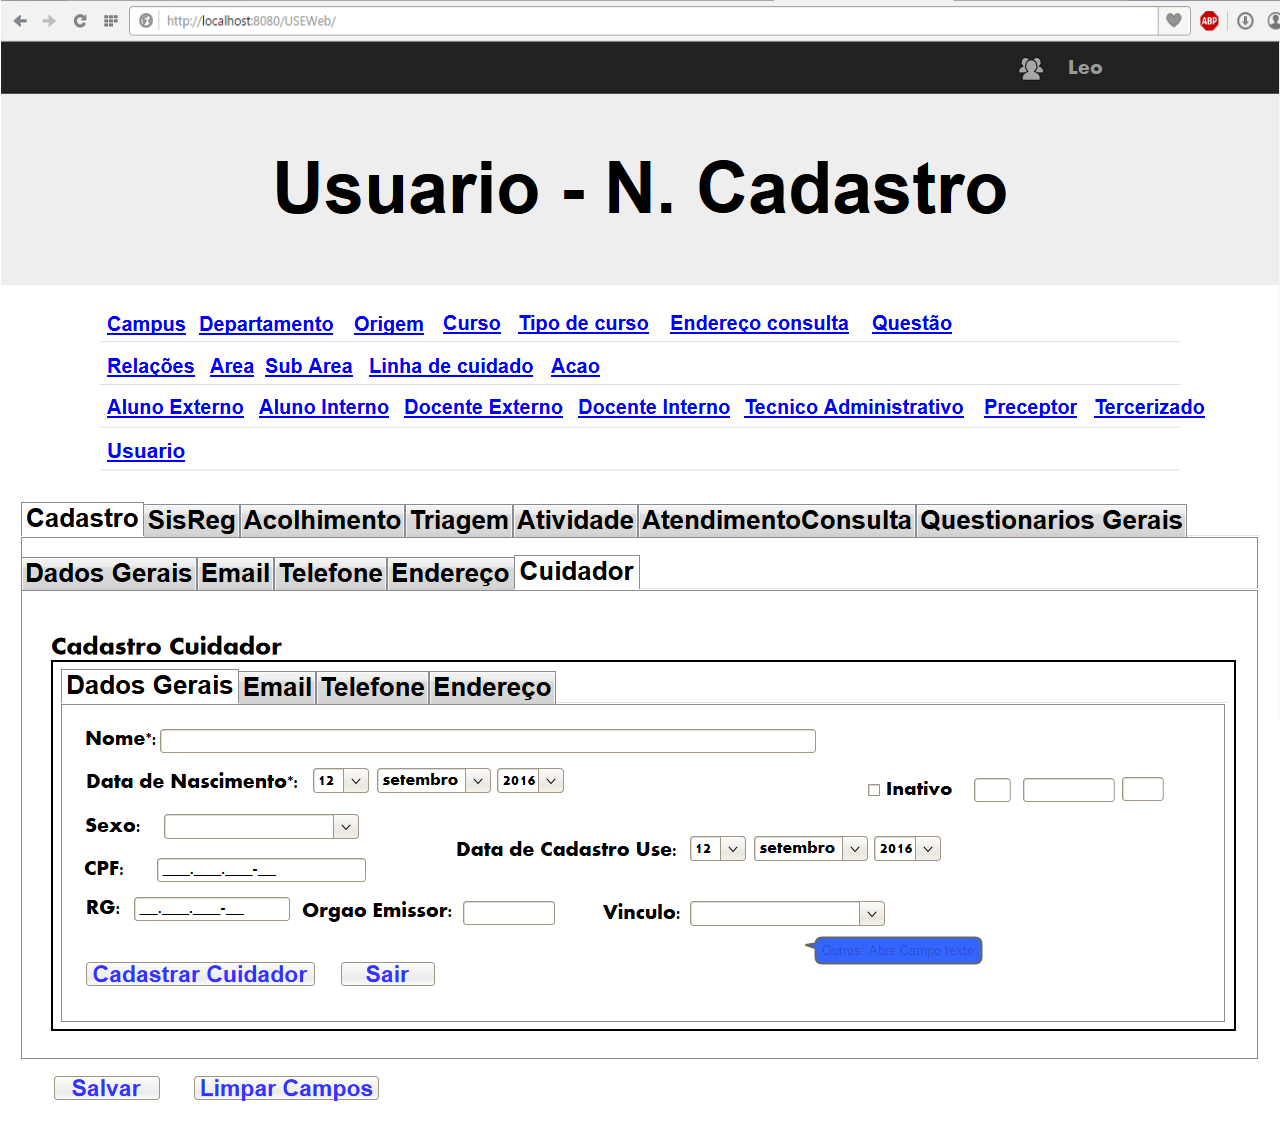 http://localhost:8080/USEWeb/
ABP
Leo
Usuario - N. Cadastro
Campus Departamento Origem Curso Tipo de curso Endereço consulta Questão
Relações Area Sub Area Linha de cuidado Acao
Aluno Externo Aluno Interno Docente Externo Docente Interno Tecnico Administrativo Preceptor Tercerizado
Usuario
Cadastro SisReg Acolhimento Triagem Atividade AtendimentoConsulta Questionarios Gerais
Dados Gerais Email Telefone Endereço Cuidador
Cadastro Cuidador
Dados Gerais Email Telefone Endereço
Nome*:
Data de Nascimento*: 12 setembro 2016
Inativo
Sexo:
Data de Cadastro Use: 12 setembro 2016
CPF: ___.___.___-__
RG: __.___.___-__ Orgao Emissor: Vinculo:
Outros: Abre Campo texto
Cadastrar Cuidador Sair
Salvar Limpar Campos